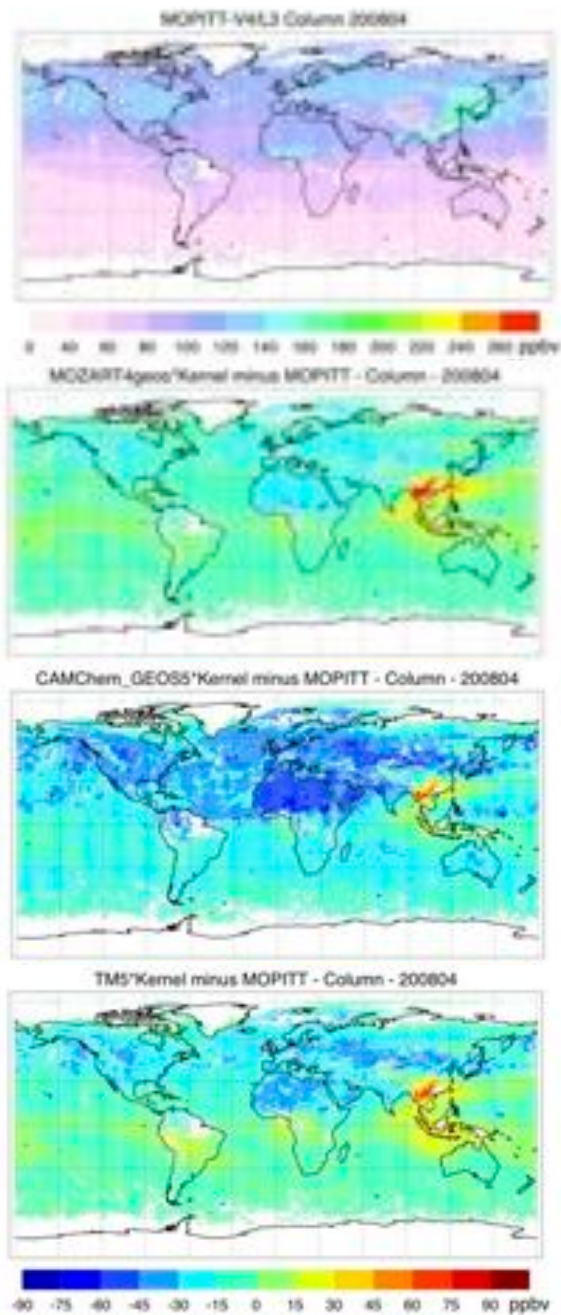 MOPITT-V4/L3 Column 200804
0 40 60 80 100 120 140 160 180 200 220 240 260 ppbv
MOZART4geos*Kernel minus MOPITT - Column - 200804
CAMChem_GEOS5*Kernel minus MOPITT - Column - 200804
TM5*Kernel minus MOPITT - Column - 200804
-90 -75 -60 -45 -30 -15 0 15 30 45 60 75 90 ppbv